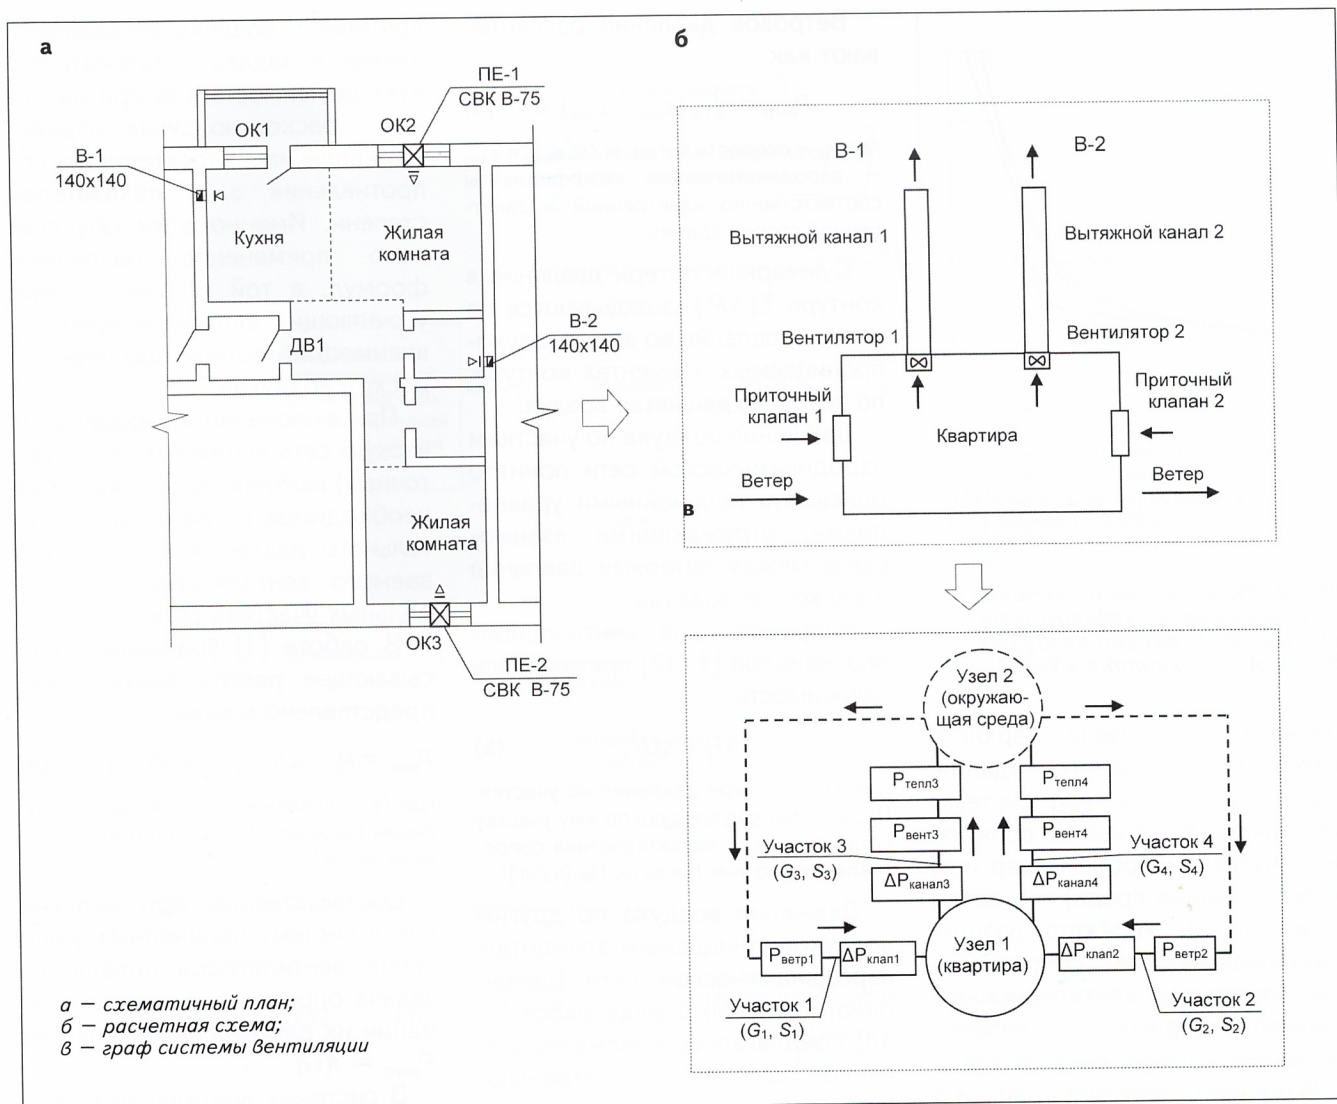 а
ПЕ-1
СВК В-75
ОК1
ОК2
В-1
140x140
Кухня
Жилая
комната
В-2
140x140
ДВ1
Жилая
комната
ОК3
ПЕ-2
СВК В-75
а – схематичный план;
б – расчетная схема;
в – граф системы вентиляции
б
В-1
В-2
Вытяжной канал 1
Вытяжной канал 2
Вентилятор 1
Вентилятор 2
Приточный
клапан 1
Приточный
клапан 2
Квартира
Ветер
Ветер
в
Узел 2
(окружаю-
щая среда)
Pтепл3
Pтепл4
Pвент3
Pвент4
Участок 3
(G3, S3)
Участок 4
(G4, S4)
ΔPканал3
ΔPканал4
Узел 1
(квартира)
Pветр1
ΔPклап1
ΔPклап2
Pветр2
Участок 1
(G1, S1)
Участок 2
(G2, S2)